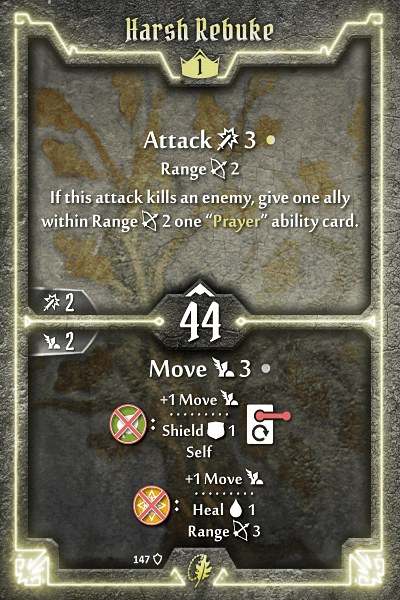 Harsh Rebuke
1
Attack 3
Range 2
If this attack kills an enemy, give one ally
within Range 2 one “Prayer” ability card.
2
44
2
Move 3
+1 Move
: Shield 1
Self
+1 Move
: Heal 1
Range 3
147